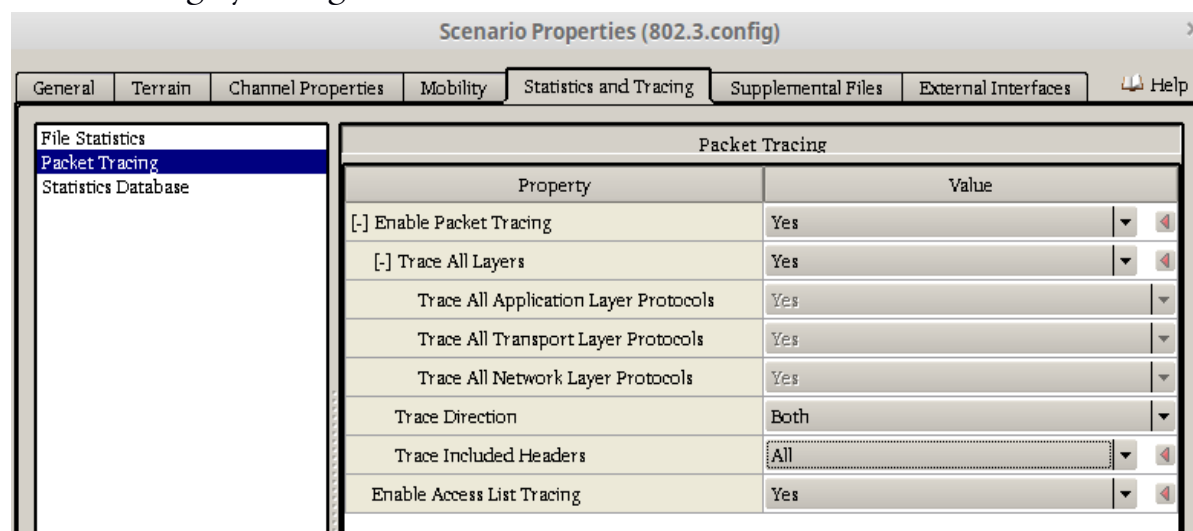 Scenario Properties (802.3.config)
General Terrain Channel Properties Mobility Statistics and Tracing Supplemental Files External Interfaces Help
File Statistics
Packet Tracing
Statistics Database
Packet Tracing
Property Value
[-] Enable Packet Tracing Yes
[-] Trace All Layers Yes
Trace All Application Layer Protocols Yes
Trace All Transport Layer Protocols Yes
Trace All Network Layer Protocols Yes
Trace Direction Both
Trace Included Headers All
Enable Access List Tracing Yes